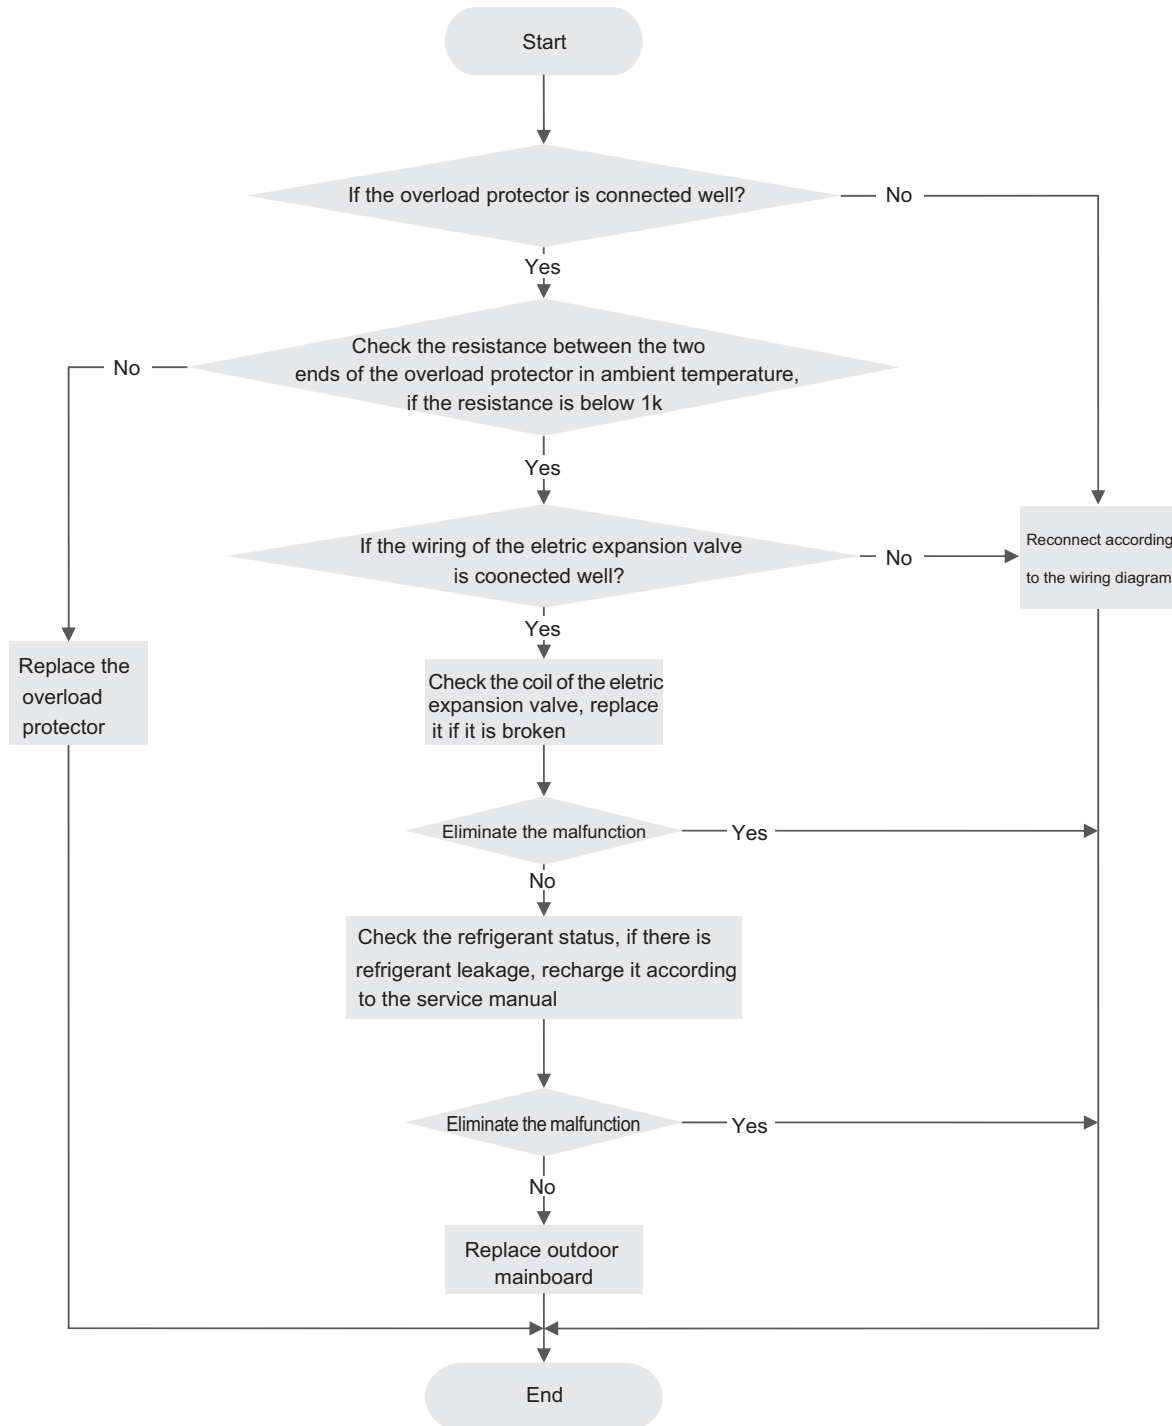 Start
If the overload protector is connected well?
No
Yes
Check the resistance between the two
ends of the overload protector in ambient temperature,
if the resistance is below 1k
No
Yes
If the wiring of the eletric expansion valve
is coonected well?
No
Reconnect according
to the wiring diagram
Yes
Replace the
overload
protector
Check the coil of the eletric
expansion valve, replace
it if it is broken
Eliminate the malfunction
Yes
No
Check the refrigerant status, if there is
refrigerant leakage, recharge it according
to the service manual
Eliminate the malfunction
Yes
No
Replace outdoor
mainboard
End